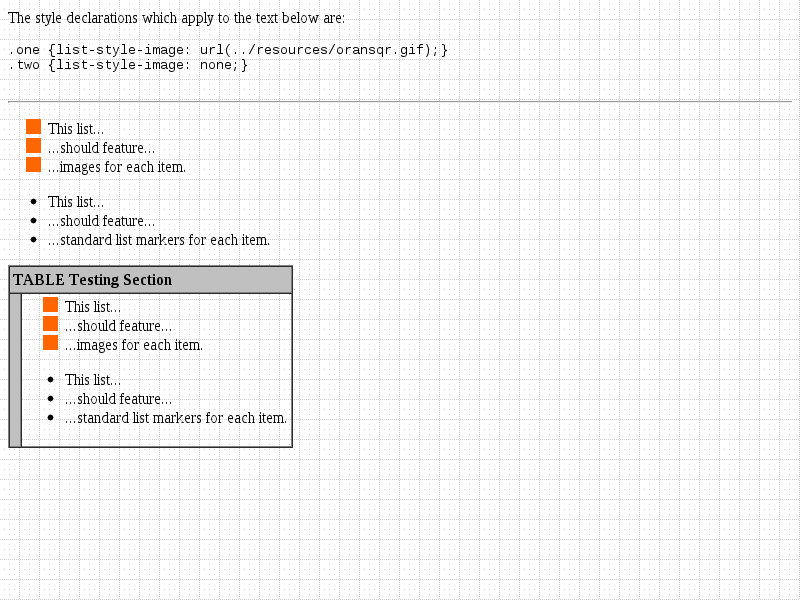 The style declarations which apply to the text below are:
.one {list-style-image: url(../resources/oransqr.gif);}
.two {list-style-image: none;}
This list...
...should feature...
...images for each item.
This list...
...should feature...
...standard list markers for each item.
TABLE Testing Section
This list...
...should feature...
...images for each item.
This list...
...should feature...
...standard list markers for each item.